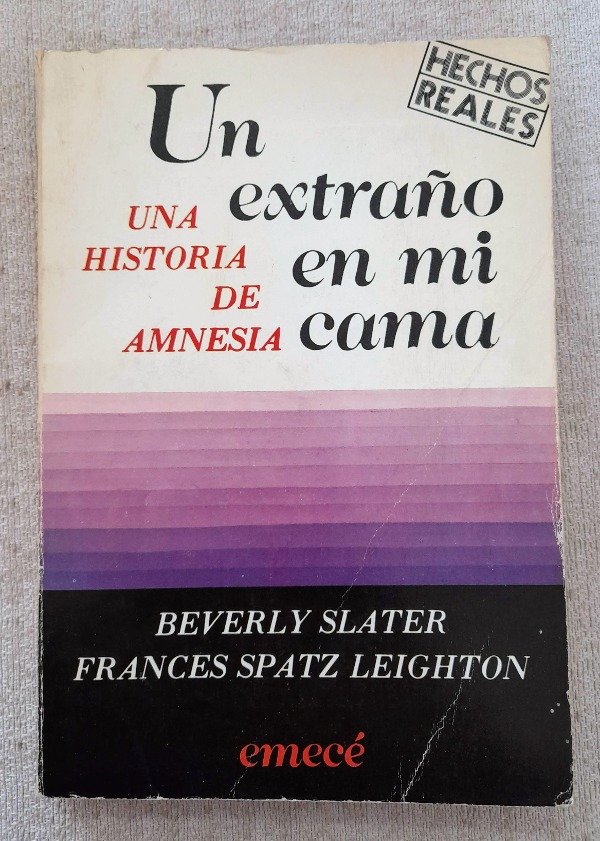 HECHOS
REALES
Un
extraño
en mi
cama
UNA
HISTORIA
DE
AMNESIA
BEVERLY SLATER
FRANCES SPATZ LEIGHTON
emecé